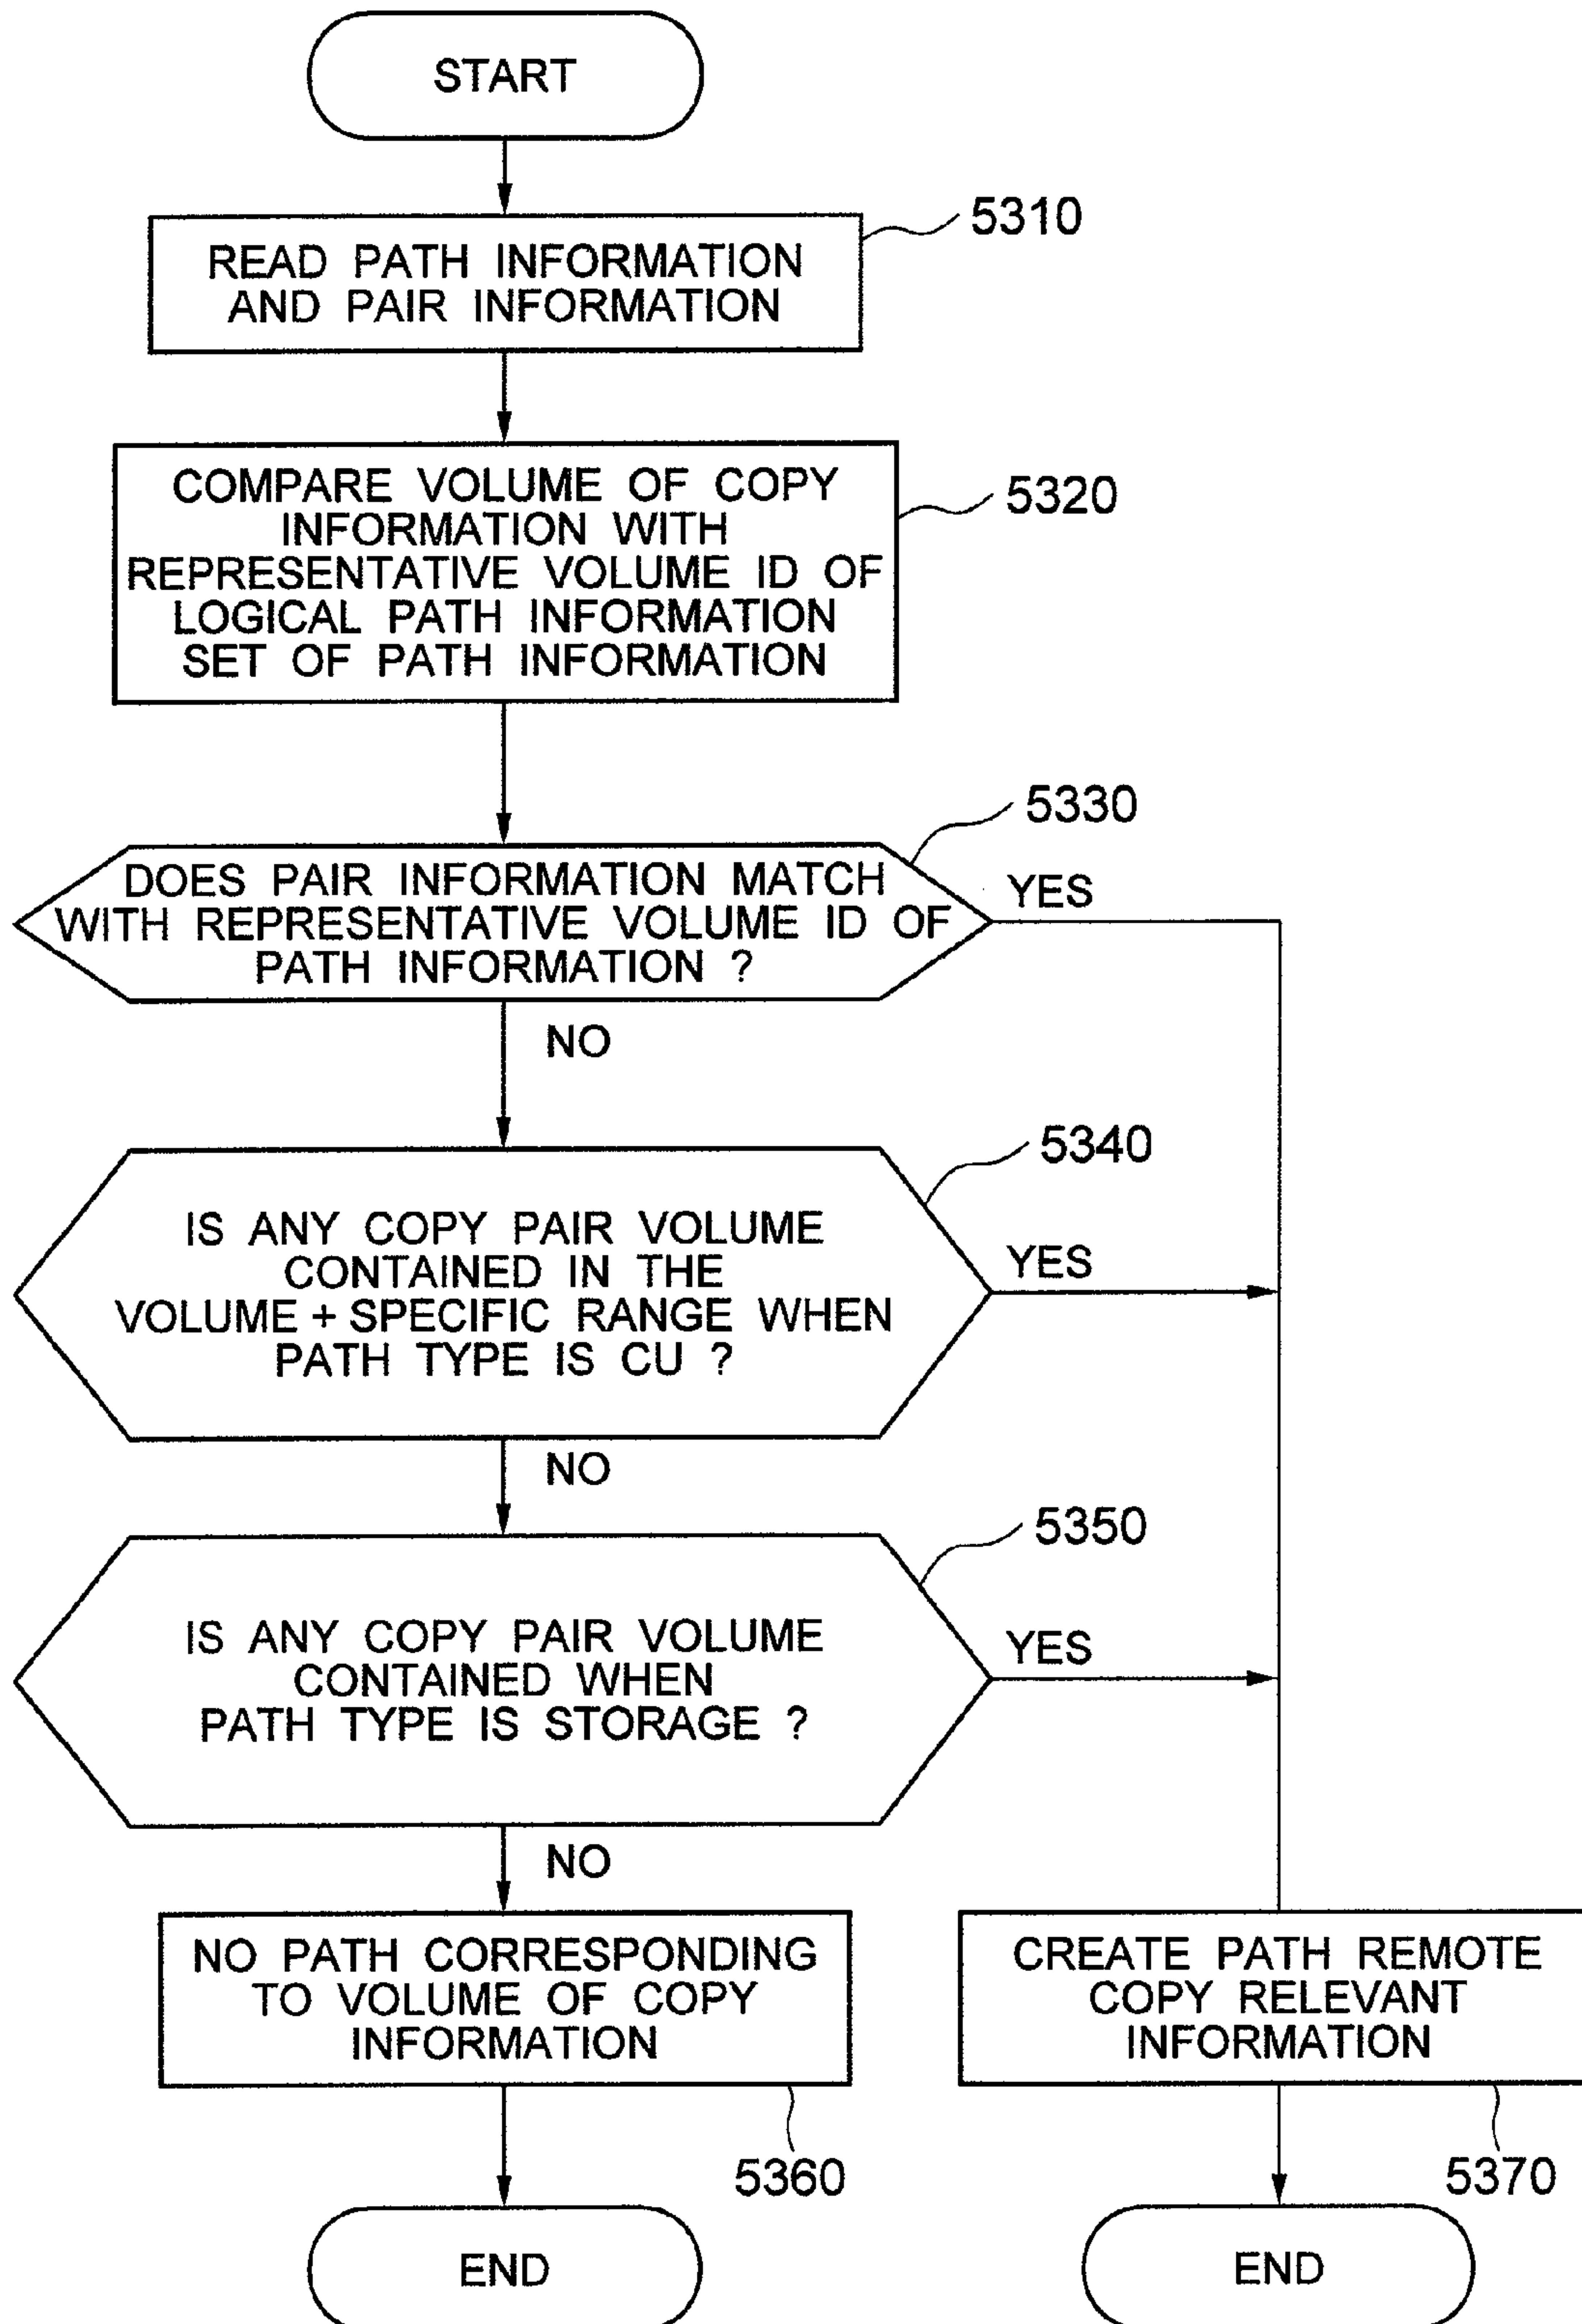 START
5310
READ PATH INFORMATION
AND PAIR INFORMATION
5320
COMPARE VOLUME OF COPY
INFORMATION WITH
REPRESENTATIVE VOLUME ID OF
LOGICAL PATH INFORMATION
SET OF PATH INFORMATION
5330
DOES PAIR INFORMATION MATCH
WITH REPRESENTATIVE VOLUME ID OF
PATH INFORMATION ?
YES
NO
5340
IS ANY COPY PAIR VOLUME
CONTAINED IN THE
VOLUME + SPECIFIC RANGE WHEN
PATH TYPE IS CU ?
YES
NO
5350
IS ANY COPY PAIR VOLUME
CONTAINED WHEN
PATH TYPE IS STORAGE ?
YES
NO
NO PATH CORRESPONDING
TO VOLUME OF COPY
INFORMATION
5360
END
CREATE PATH REMOTE
COPY RELEVANT
INFORMATION
5370
END